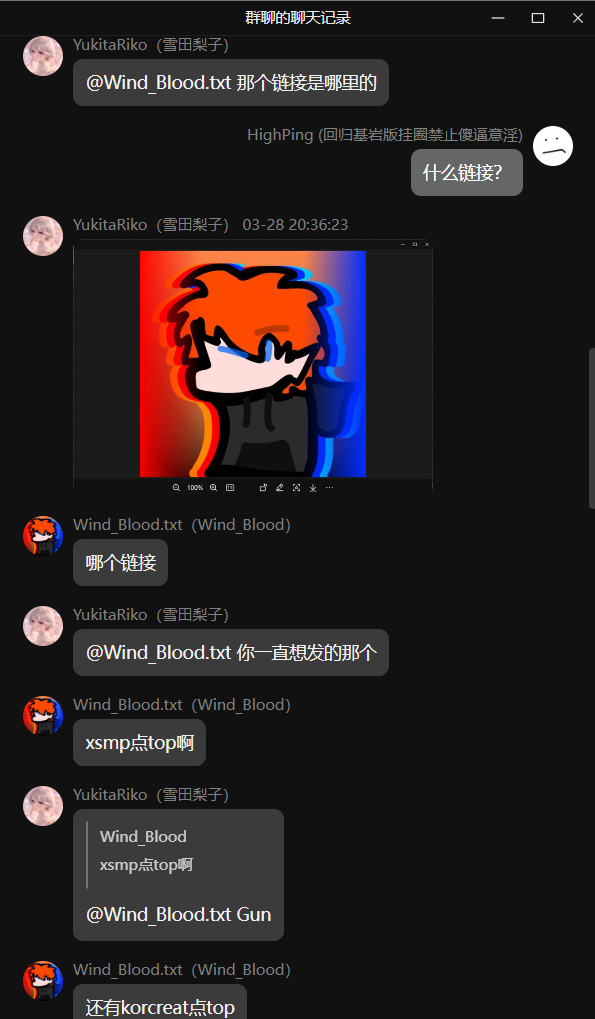 群聊的聊天记录
YukitaRiko（雪田梨子）
@Wind_Blood.txt 那个链接是哪里的
HighPing (回归基岩版挂圈禁止傻逼意淫)
什么链接？
YukitaRiko（雪田梨子） 03-28 20:36:23
100%
Wind_Blood.txt（Wind_Blood）
哪个链接
YukitaRiko（雪田梨子）
@Wind_Blood.txt 你一直想发的那个
Wind_Blood.txt（Wind_Blood）
xsmp点top啊
YukitaRiko（雪田梨子）
Wind_Blood
xsmp点top啊
@Wind_Blood.txt Gun
Wind_Blood.txt（Wind_Blood）
还有korcreat点top